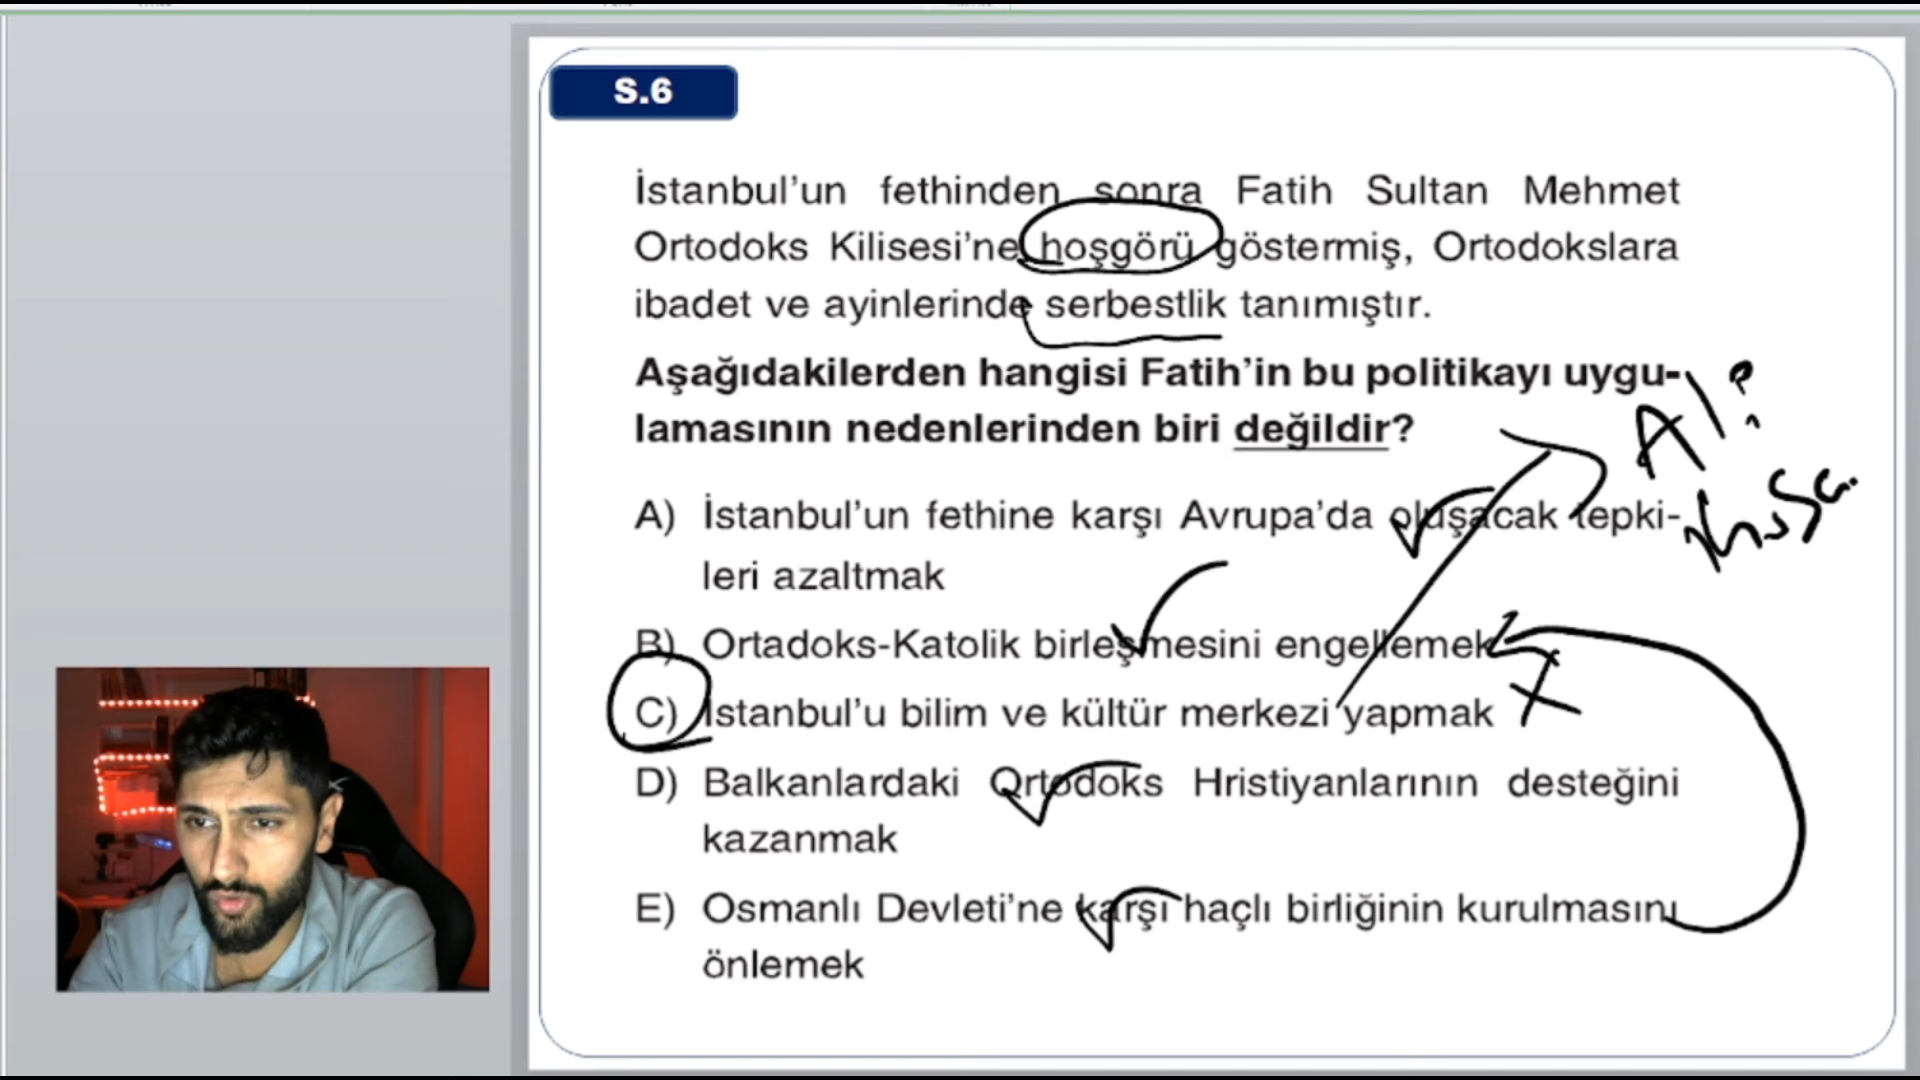 S.6
İstanbul'un fethinden sonra Fatih Sultan Mehmet
Ortodoks Kilisesi'ne hoşgörü göstermiş, Ortodokslara
ibadet ve ayinlerinde serbestlik tanımıştır.
Aşağıdakilerden hangisi Fatih'in bu politikayı uygu-
lamasının nedenlerinden biri değildir?
A) İstanbul'un fethine karşı Avrupa'da oluşacak tepki-
leri azaltmak
B) Ortadoks-Katolik birleşmesini engellemek
C) İstanbul'u bilim ve kültür merkezi yapmak
D) Balkanlardaki Ortodoks Hristiyanlarının desteğini
kazanmak
E) Osmanlı Devleti'ne karşı haçlı birliğinin kurulmasını
önlemek